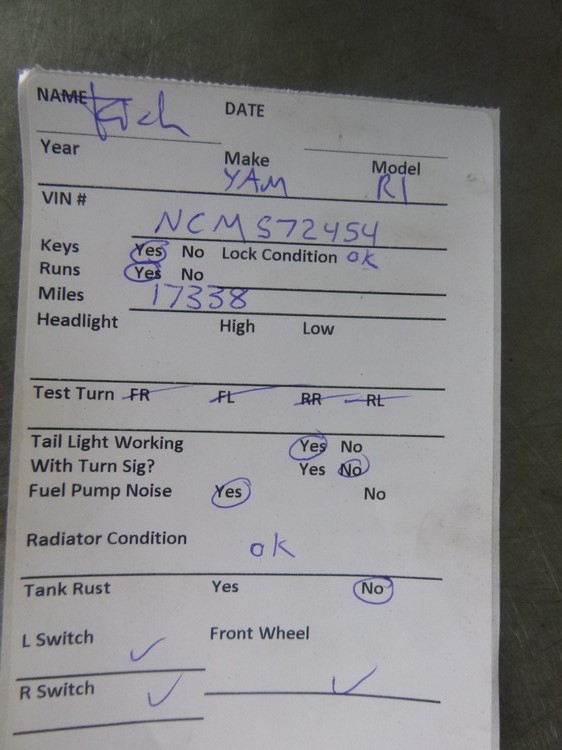 NAME DATE
Year Make YAM Model R1
VIN # NCMS72454
Keys Yes No Lock Condition ok
Runs Yes No
Miles 17338
Headlight High Low
Test Turn FR FL RR RL
Tail Light Working Yes No
With Turn Sig? Yes No
Fuel Pump Noise Yes No
Radiator Condition ok
Tank Rust Yes No
L Switch Front Wheel
R Switch